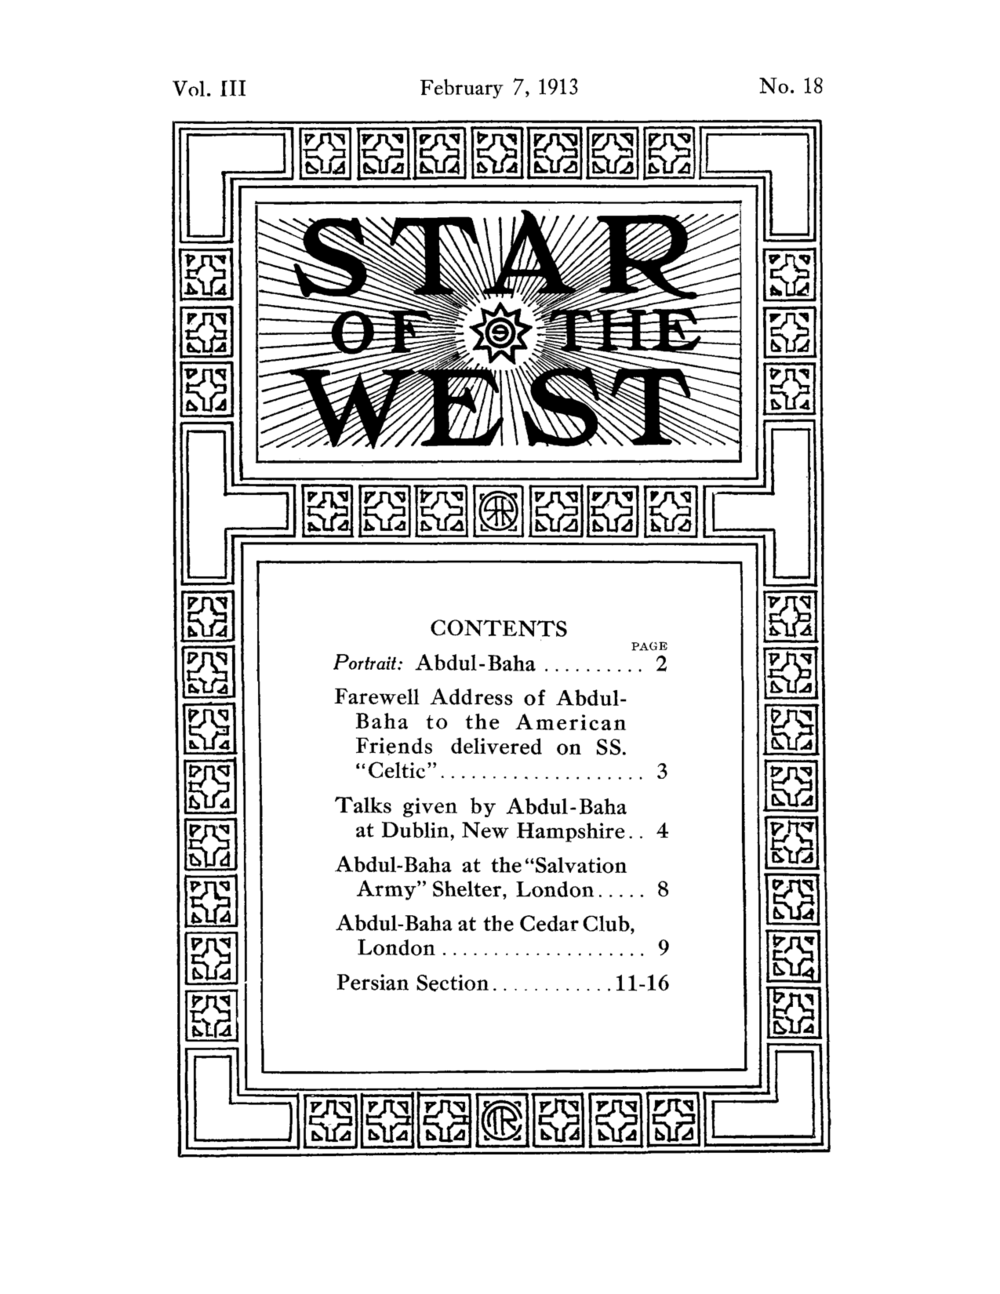 Vol. III February 7, 1913 No. 18
STAR
OF THE
WEST
CONTENTS
PAGE
Portrait: Abdul-Baha .......... 2
Farewell Address of Abdul-
Baha to the American
Friends delivered on SS.
“Celtic”.................... 3
Talks given by Abdul-Baha
at Dublin, New Hampshire.. 4
Abdul-Baha at the “Salvation
Army” Shelter, London..... 8
Abdul-Baha at the Cedar Club,
London .................... 9
Persian Section............11-16